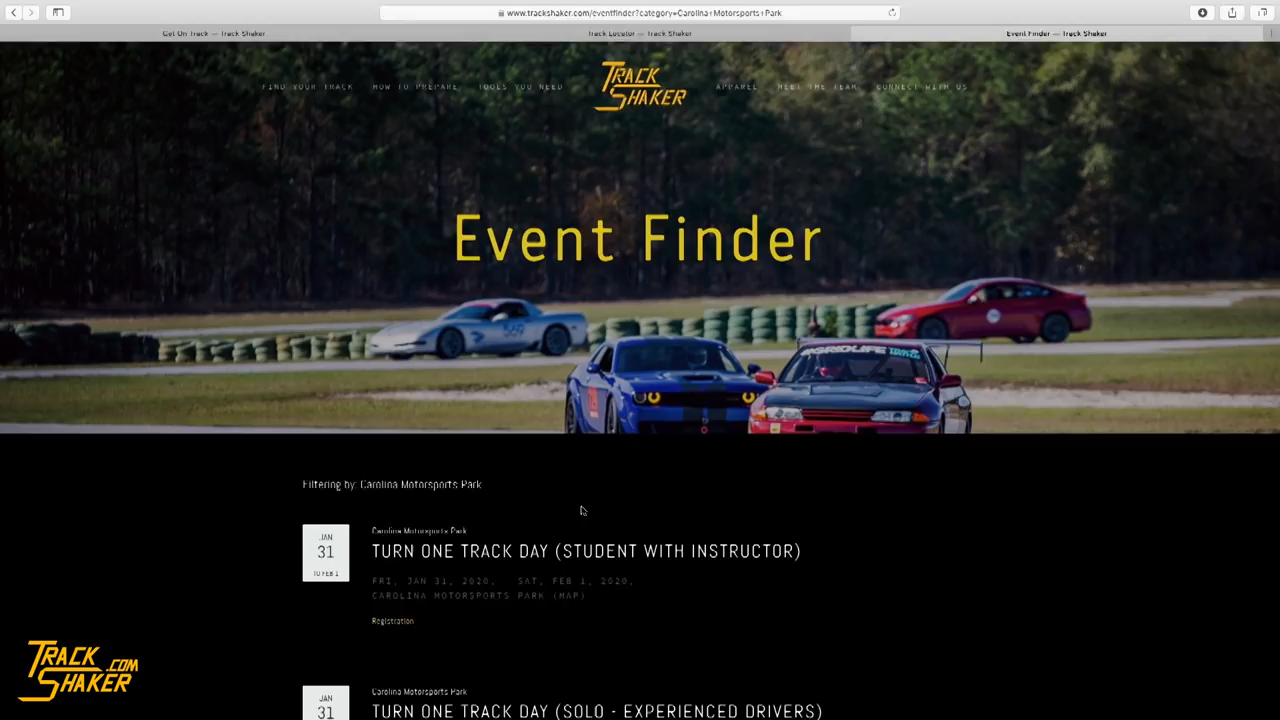 www.trackshaker.com/eventfinder?category=Carolina+Motorsports+Park
Get On Track — Track Shaker
Track Locator — Track Shaker
Event Finder — Track Shaker
FIND YOUR TRACK
HOW TO PREPARE
TOOLS YOU NEED
TRACK
SHAKER
APPAREL
MEET THE TEAM
CONNECT WITH US
Event Finder
#GRIDLIFE
Filtering by: Carolina Motorsports Park
JAN
31
TO FEB 1
Carolina Motorsports Park
TURN ONE TRACK DAY (STUDENT WITH INSTRUCTOR)
FRI, JAN 31, 2020, SAT, FEB 1, 2020,
CAROLINA MOTORSPORTS PARK (MAP)
Registration
JAN
31
Carolina Motorsports Park
TURN ONE TRACK DAY (SOLO - EXPERIENCED DRIVERS)
TRACK
.COM
SHAKER